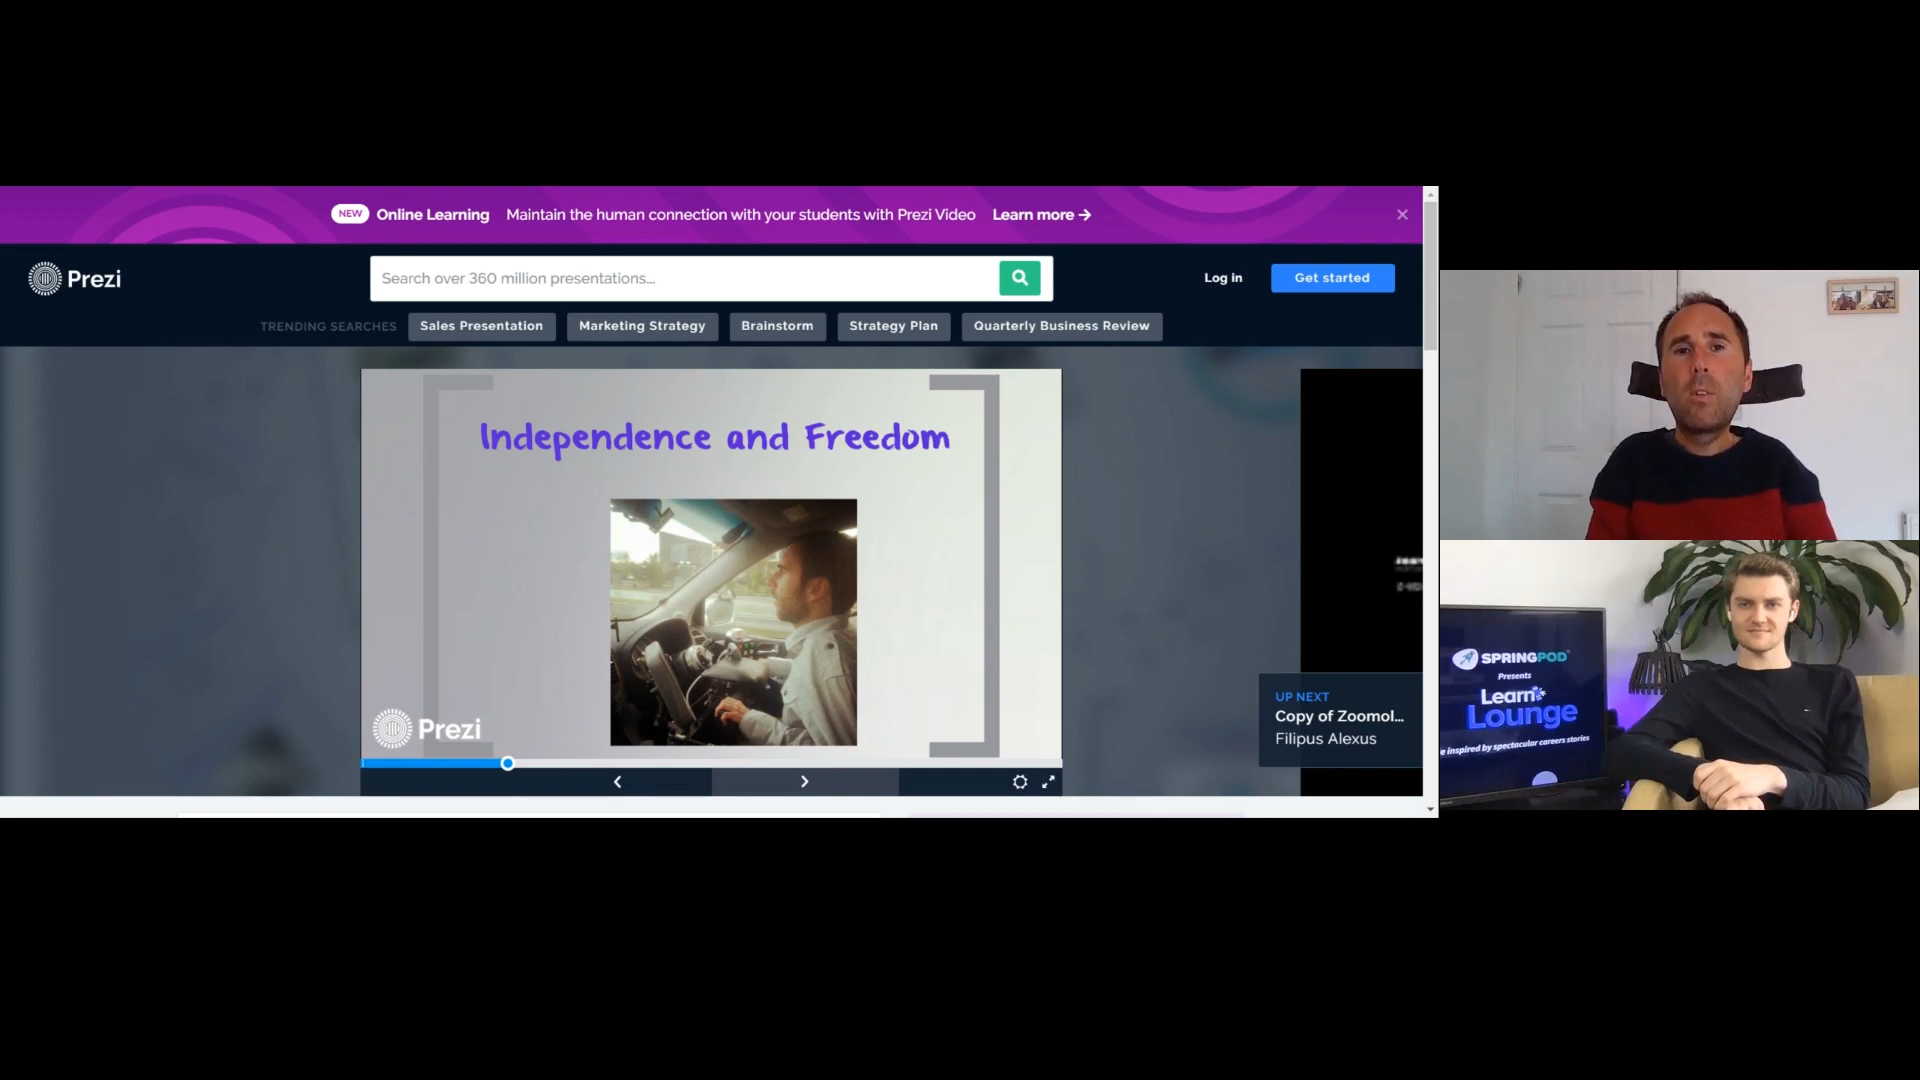 NEW Online Learning Maintain the human connection with your students with Prezi Video Learn more →
Prezi
Search over 360 million presentations...
Log in
Get started
TRENDING SEARCHES
Sales Presentation
Marketing Strategy
Brainstorm
Strategy Plan
Quarterly Business Review
Independence and Freedom
Prezi
UP NEXT
Copy of Zoomol...
Filipus Alexus
SPRINGPOD
Presents
Learn
Lounge
e inspired by spectacular careers stories